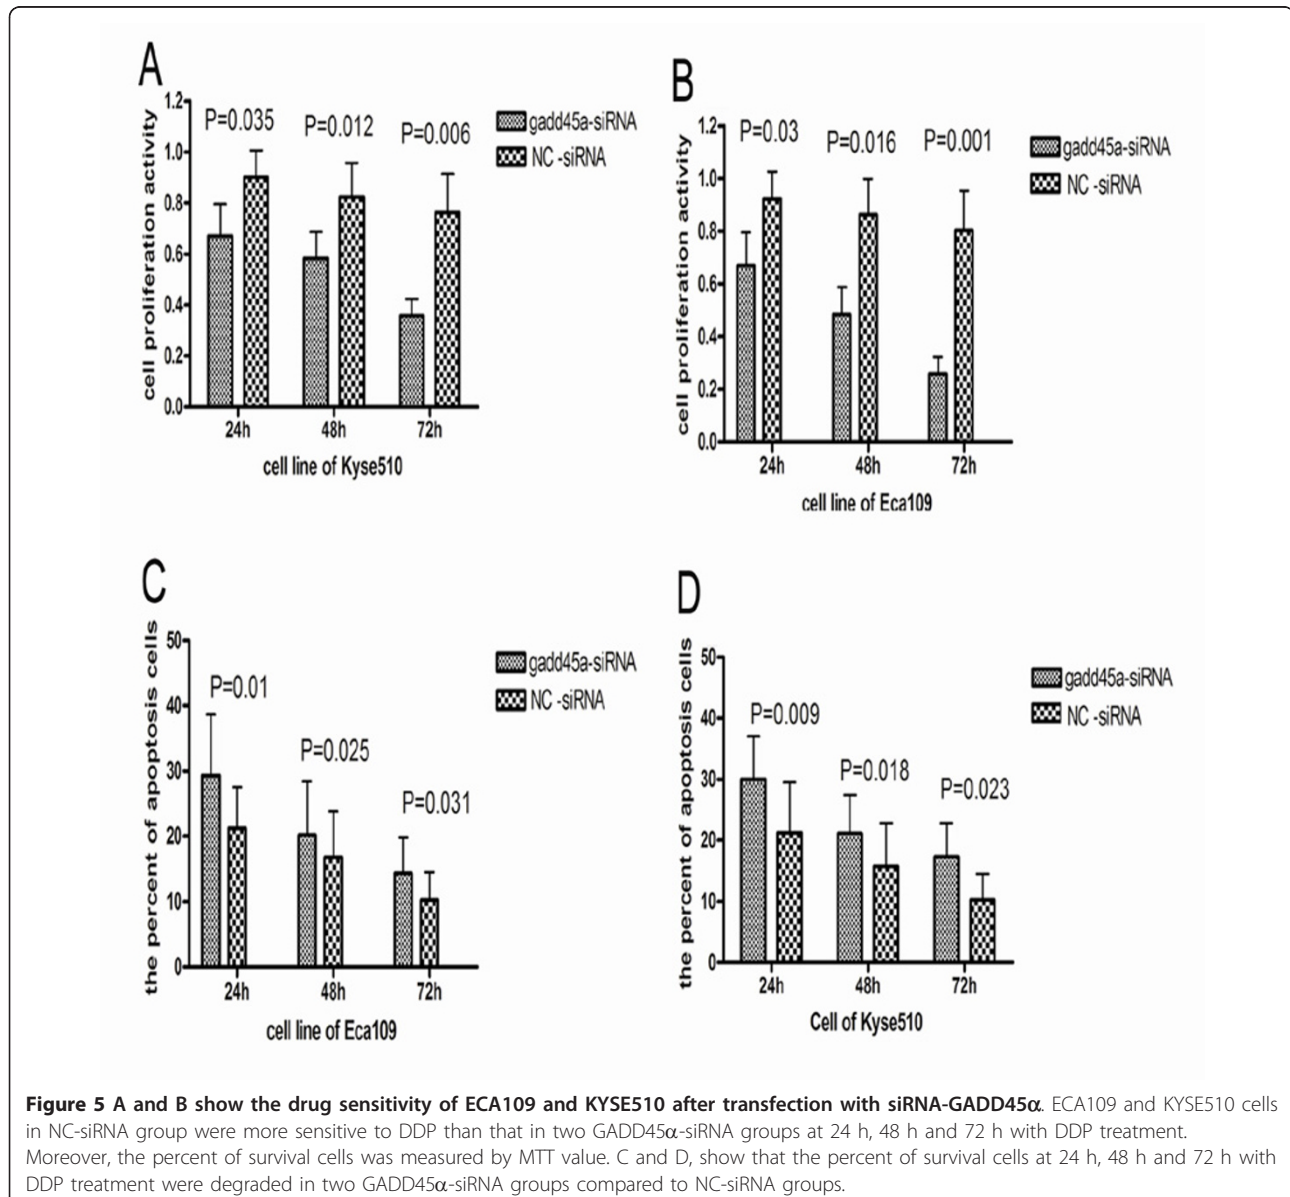 A
cell proliferation activity
1.2
1.0
0.8
0.6
0.4
0.2
0.0
P=0.035
P=0.012
P=0.006
gadd45a-siRNA
NC -siRNA
24h
48h
72h
cell line of Kyse510
B
cell proliferation activity
1.2
1.0
0.8
0.6
0.4
0.2
0.0
P=0.03
P=0.016
P=0.001
gadd45a-siRNA
NC -siRNA
24h
48h
72h
cell line of Eca109
C
the percent of apoptosis cells
50
40
30
20
10
0
P=0.01
P=0.025
P=0.031
gadd45a-siRNA
NC -siRNA
24h
48h
72h
cell line of Eca109
D
the percent of apoptosis cells
50
40
30
20
10
0
P=0.009
P=0.018
P=0.023
gadd45a-siRNA
NC -siRNA
24h
48h
72h
Cell of Kyse510
Figure 5 A and B show the drug sensitivity of ECA109 and KYSE510 after transfection with siRNA-GADD45α. ECA109 and KYSE510 cells
in NC-siRNA group were more sensitive to DDP than that in two GADD45α-siRNA groups at 24 h, 48 h and 72 h with DDP treatment.
Moreover, the percent of survival cells was measured by MTT value. C and D, show that the percent of survival cells at 24 h, 48 h and 72 h with
DDP treatment were degraded in two GADD45α-siRNA groups compared to NC-siRNA groups.